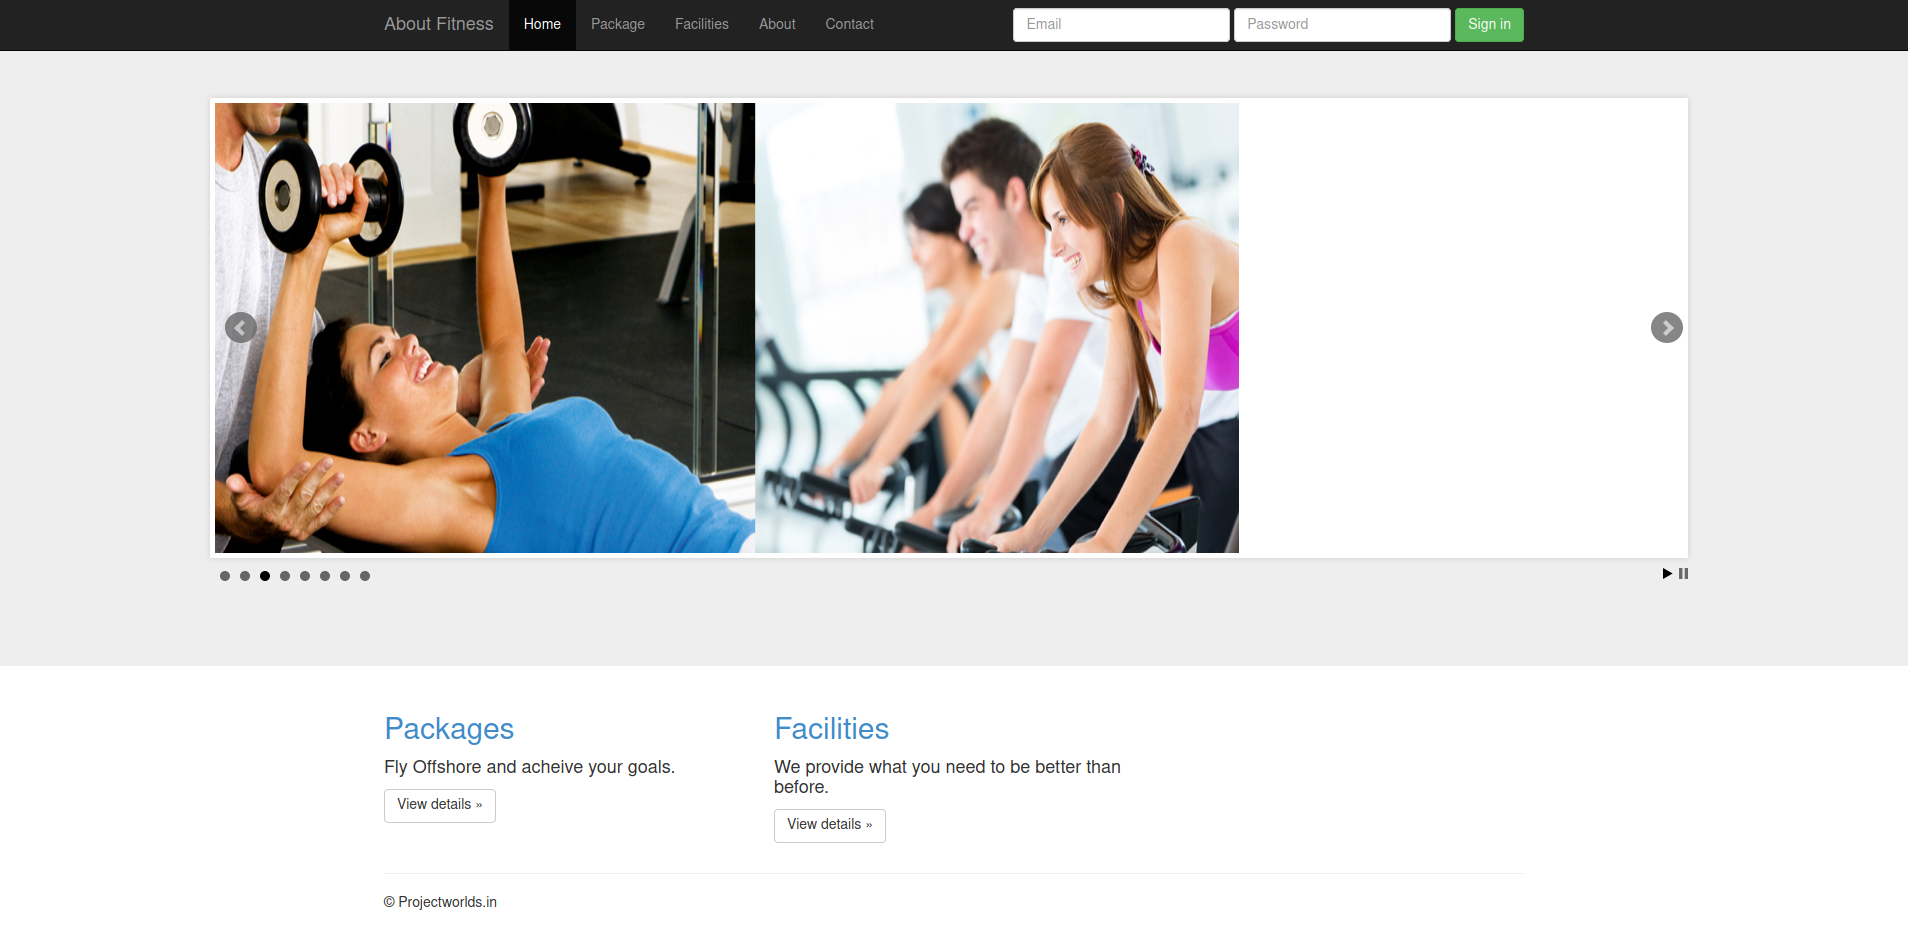 About Fitness Home Package Facilities About Contact Email Password Sign in
Packages
Fly Offshore and acheive your goals.
View details »
Facilities
We provide what you need to be better than
before.
View details »
© Projectworlds.in